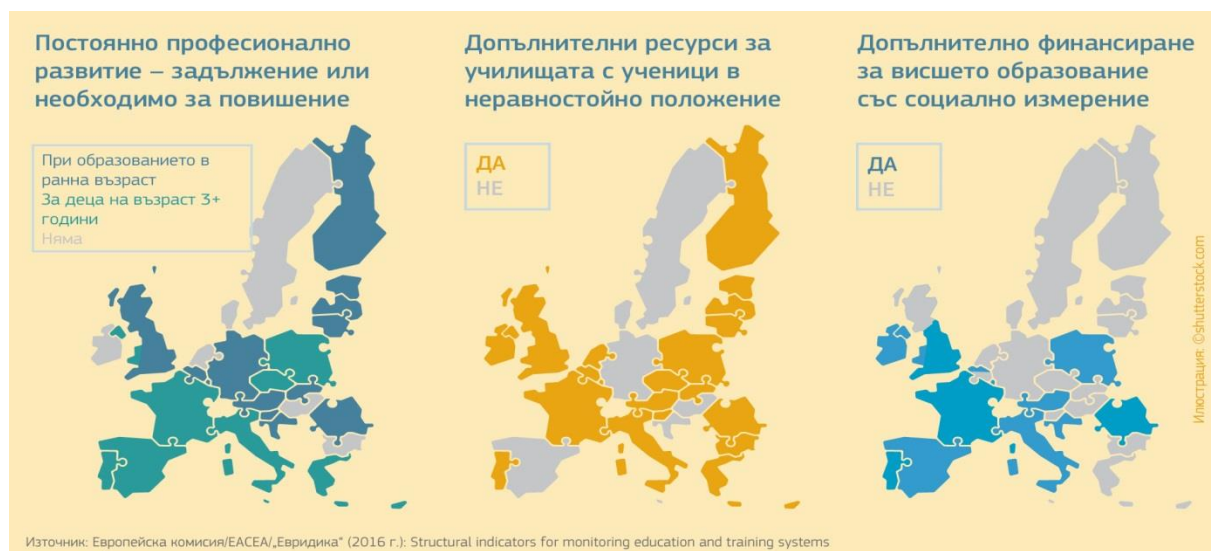 Постоянно професионално
развитие – задължение или
необходимо за повишение
При образованието в
ранна възраст
За деца на възраст 3+
години
Няма
Допълнителни ресурси за
училищата с ученици в
неравностойно положение
ДА
НЕ
Допълнително финансиране
за висшето образование
със социално измерение
ДА
НЕ
Илюстрация: ©shutterstock.com
Източник: Европейска комисия/EACEA/„Евридика“ (2016 г.): Structural indicators for monitoring education and training systems